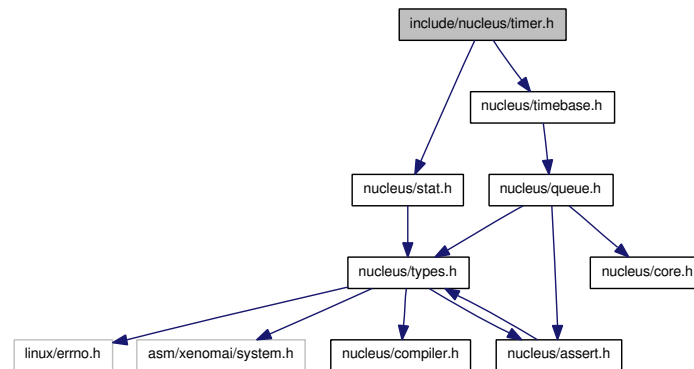 include/nucleus/timer.h
nucleus/timebase.h
nucleus/stat.h
nucleus/queue.h
nucleus/types.h
nucleus/core.h
linux/errno.h
asm/xenomai/system.h
nucleus/compiler.h
nucleus/assert.h